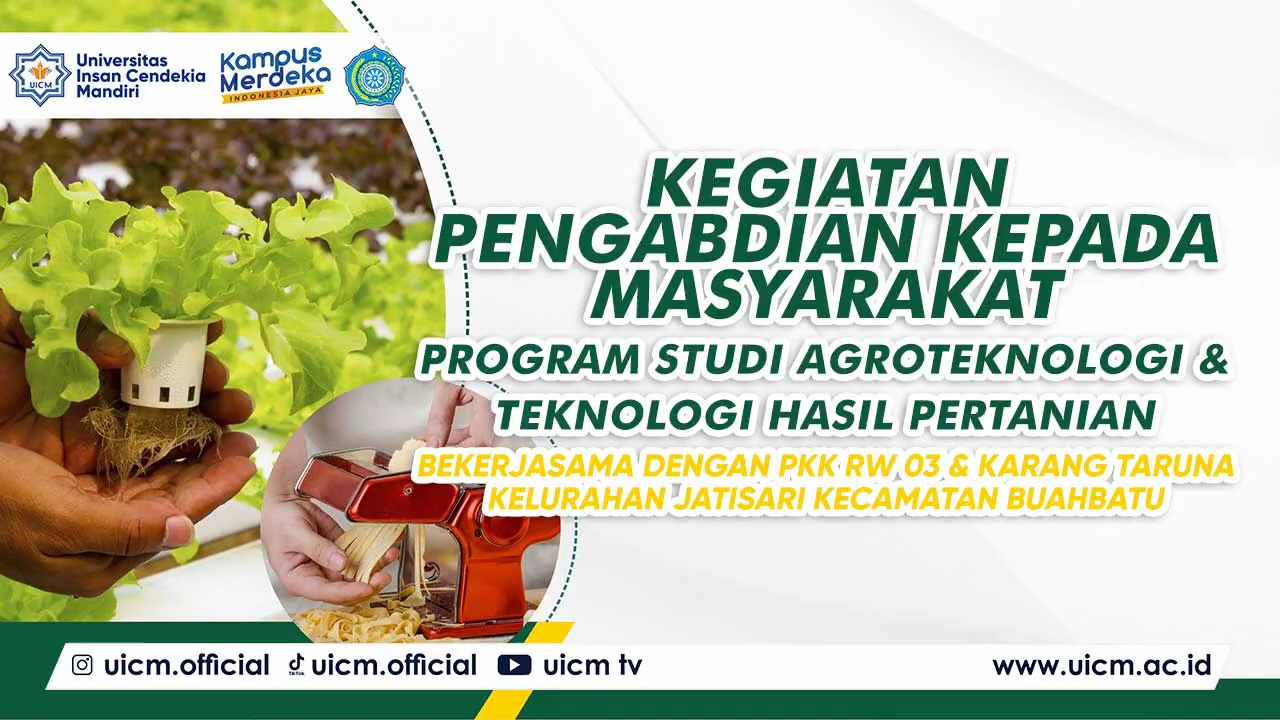 Universitas
Insan Cendekia
Mandiri
UICM
Kampus
Merdeka
INDONESIA JAYA
KEGIATAN
PENGABDIAN KEPADA
MASYARAKAT
PROGRAM STUDI AGROTEKNOLOGI &
TEKNOLOGI HASIL PERTANIAN
BEKERJASAMA DENGAN PKK RW 03 & KARANG TARUNA
KELURAHAN JATISARI KECAMATAN BUAHBATU
uicm.official
TikTok
uicm.official
uicm tv
www.uicm.ac.id